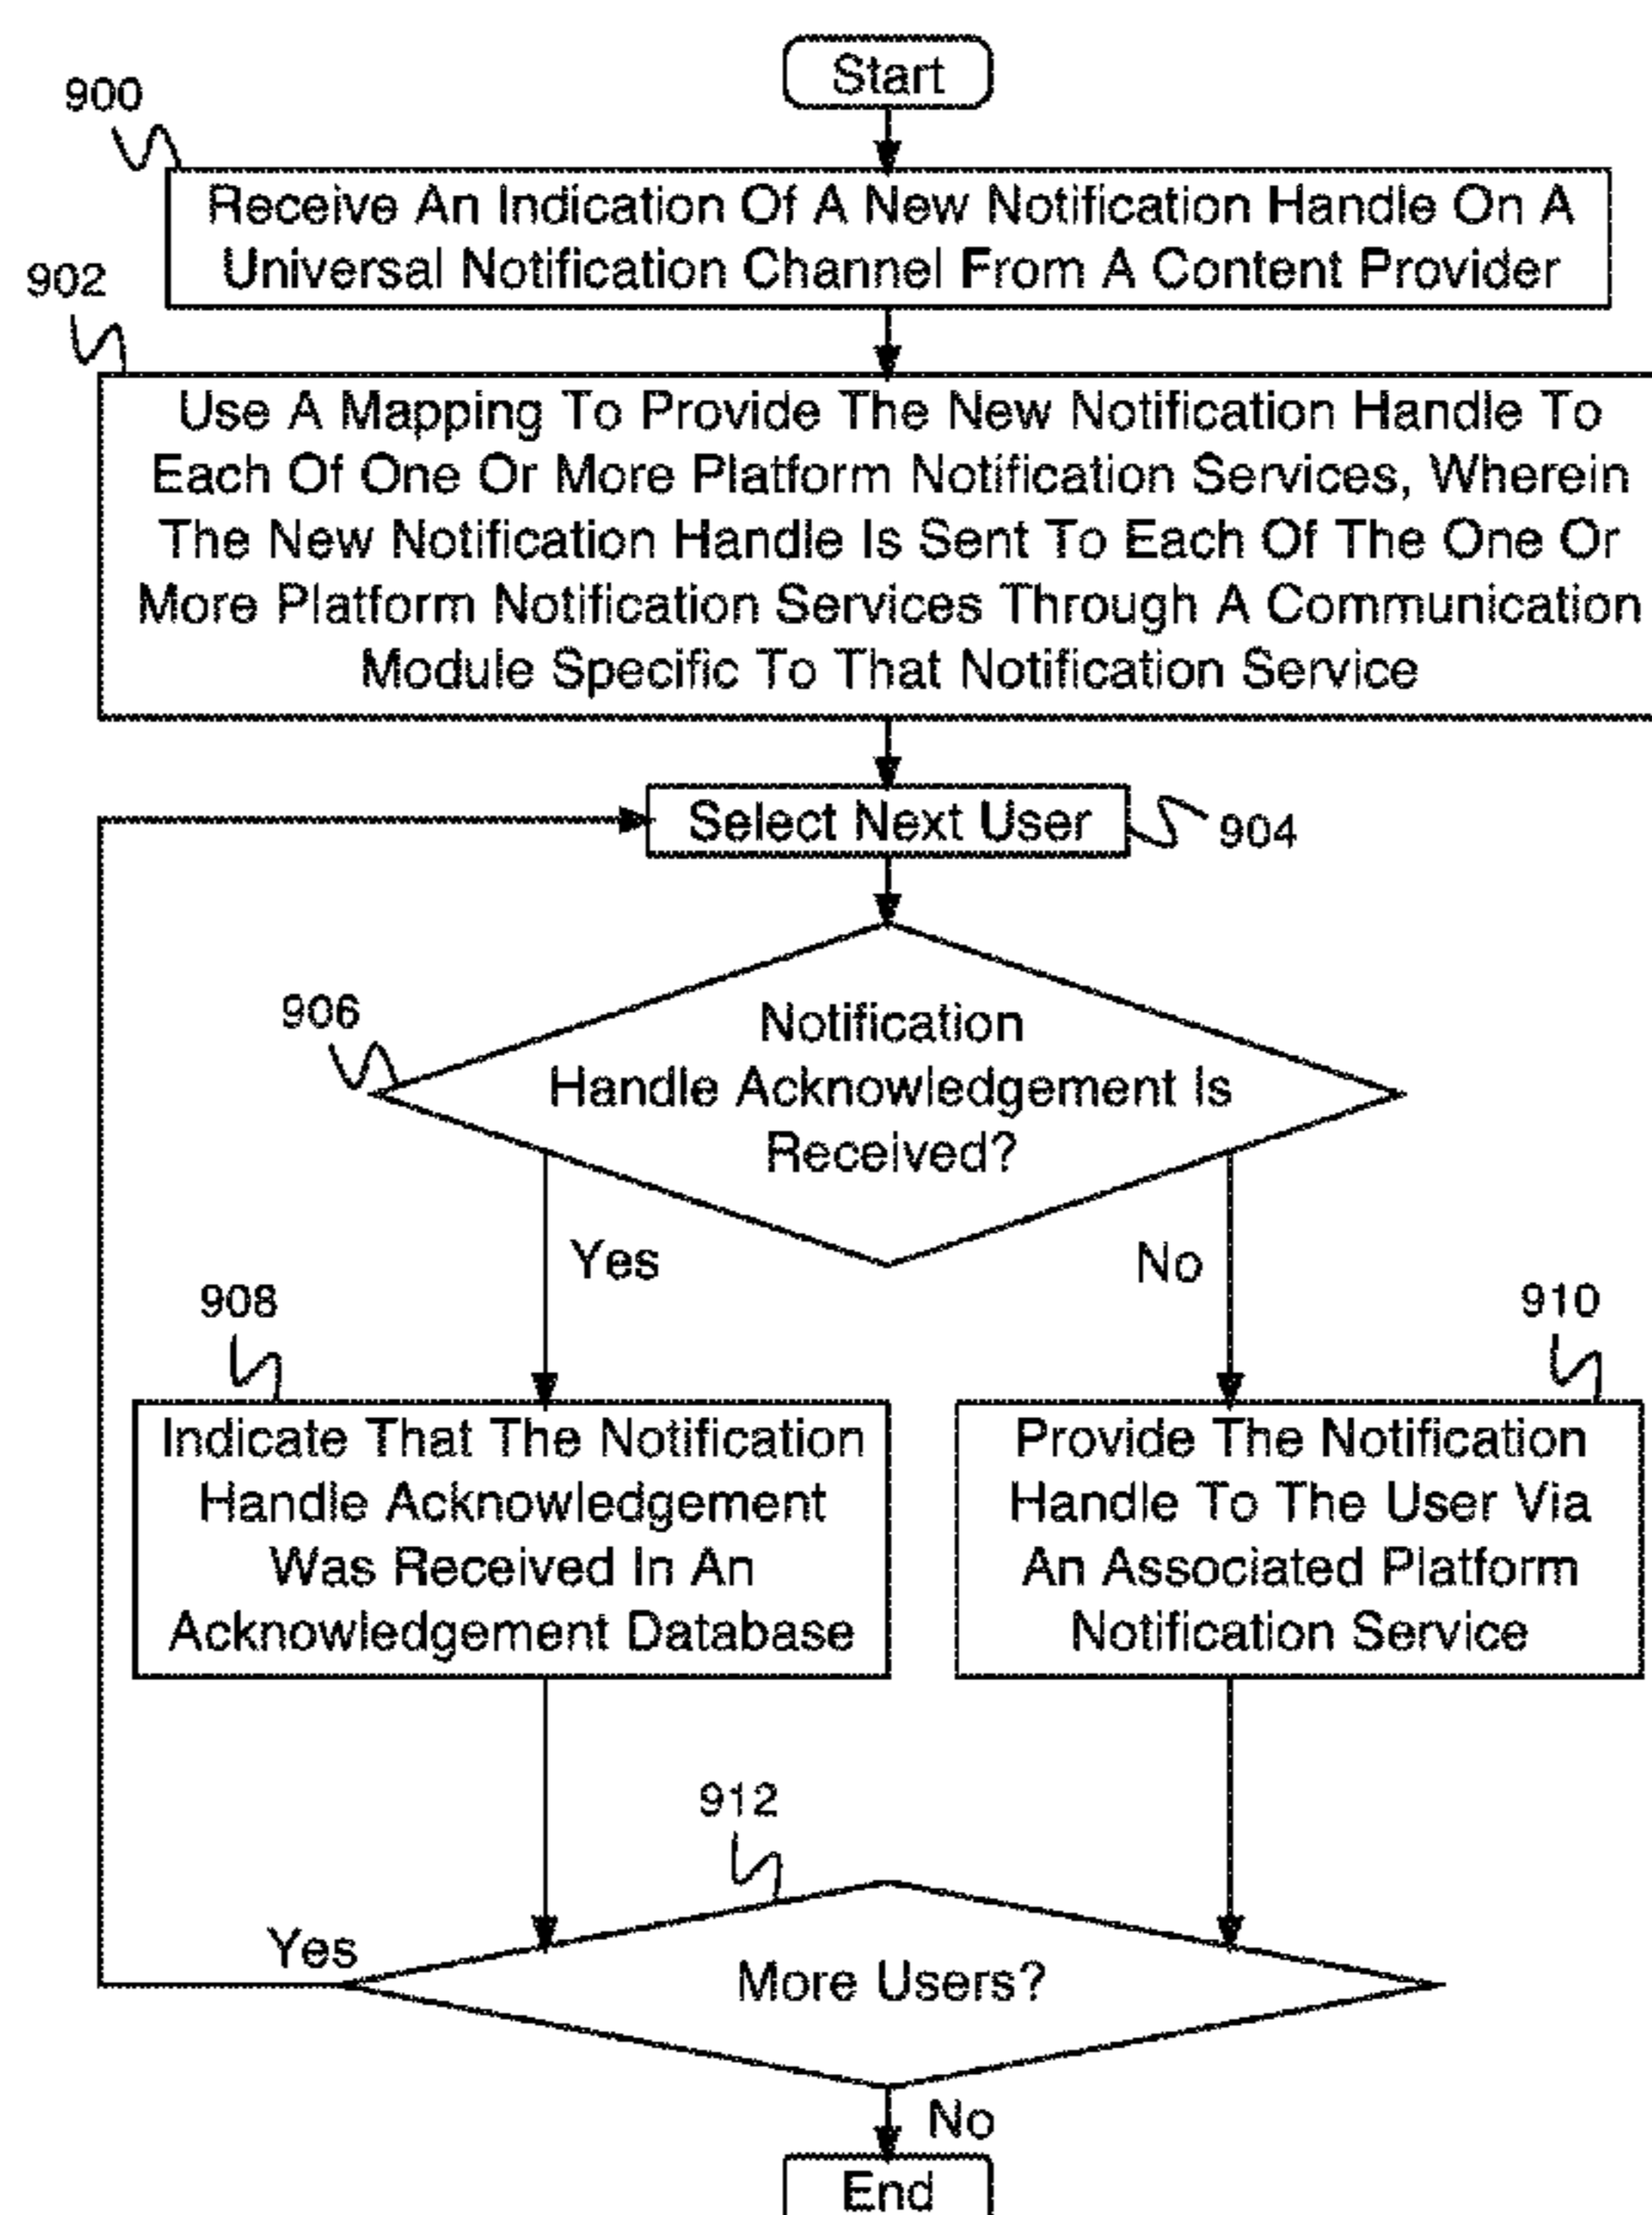 Start
900
Receive An Indication Of A New Notification Handle On A
Universal Notification Channel From A Content Provider
902
Use A Mapping To Provide The New Notification Handle To
Each Of One Or More Platform Notification Services, Wherein
The New Notification Handle Is Sent To Each Of The One Or
More Platform Notification Services Through A Communication
Module Specific To That Notification Service
Select Next User
904
906
Notification
Handle Acknowledgement Is
Received?
Yes
No
908
Indicate That The Notification
Handle Acknowledgement
Was Received In An
Acknowledgement Database
910
Provide The Notification
Handle To The User Via
An Associated Platform
Notification Service
912
More Users?
Yes
No
End